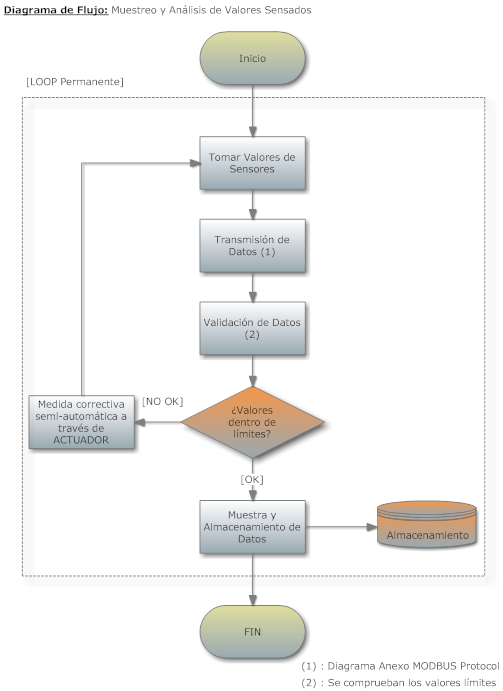 Diagrama de Flujo: Muestreo y Análisis de Valores Sensados
Inicio
[LOOP Permanente]
Tomar Valores de
Sensores
Transmisión de
Datos (1)
Validación de Datos
(2)
¿Valores
dentro de
límites?
[NO OK]
Medida correctiva
semi-automática a
través de
ACTUADOR
[OK]
Muestra y
Almacenamiento de
Datos
Almacenamiento
FIN
(1) : Diagrama Anexo MODBUS Protocol
(2) : Se comprueban los valores límites